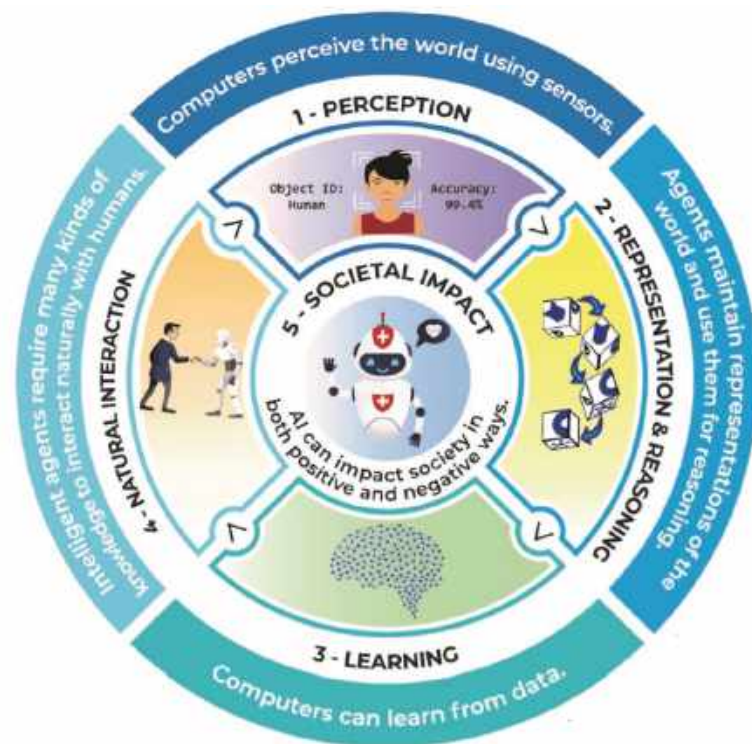 Computers perceive the world using sensors.
1 - PERCEPTION
Object ID:
Human
Accuracy:
99.4%
Agents maintain representations of the
world and use them for reasoning.
2 - REPRESENTATION & REASONING
3 - LEARNING
Computers can learn from data.
Intelligent agents require many kinds of
knowledge to interact naturally with humans.
4 - NATURAL INTERACTION
5 - SOCIETAL IMPACT
AI can impact society in
both positive and negative ways.